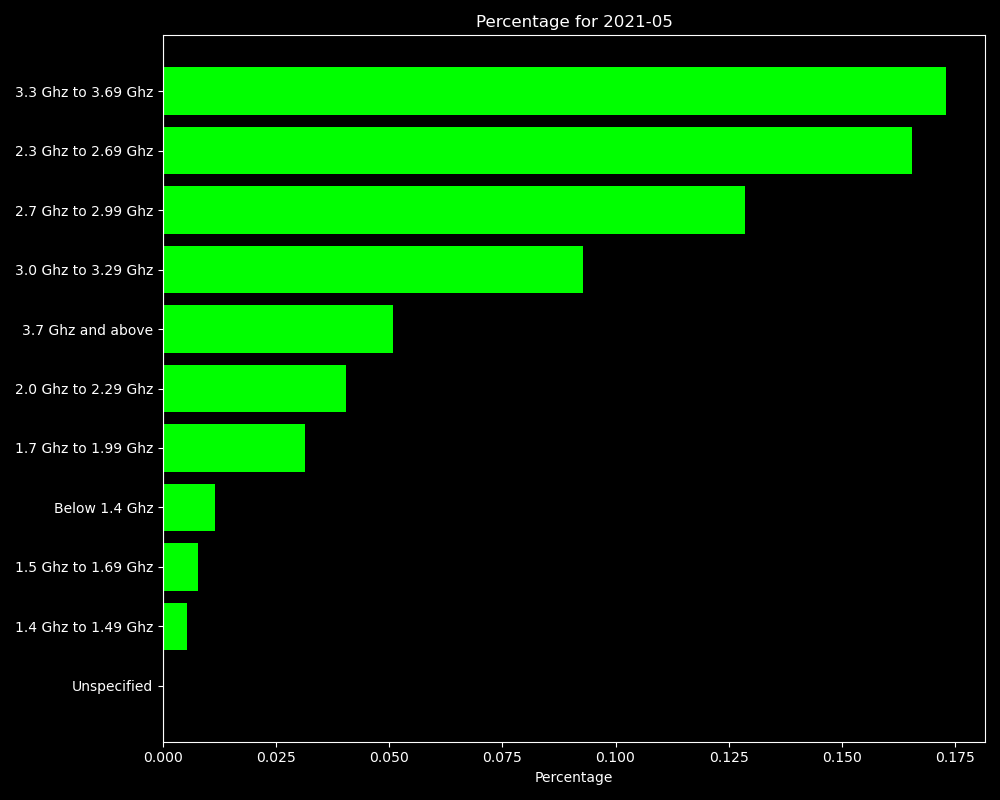 Percentage for 2021-05
3.3 Ghz to 3.69 Ghz
2.3 Ghz to 2.69 Ghz
2.7 Ghz to 2.99 Ghz
3.0 Ghz to 3.29 Ghz
3.7 Ghz and above
2.0 Ghz to 2.29 Ghz
1.7 Ghz to 1.99 Ghz
Below 1.4 Ghz
1.5 Ghz to 1.69 Ghz
1.4 Ghz to 1.49 Ghz
Unspecified
0.000 0.025 0.050 0.075 0.100 0.125 0.150 0.175
Percentage